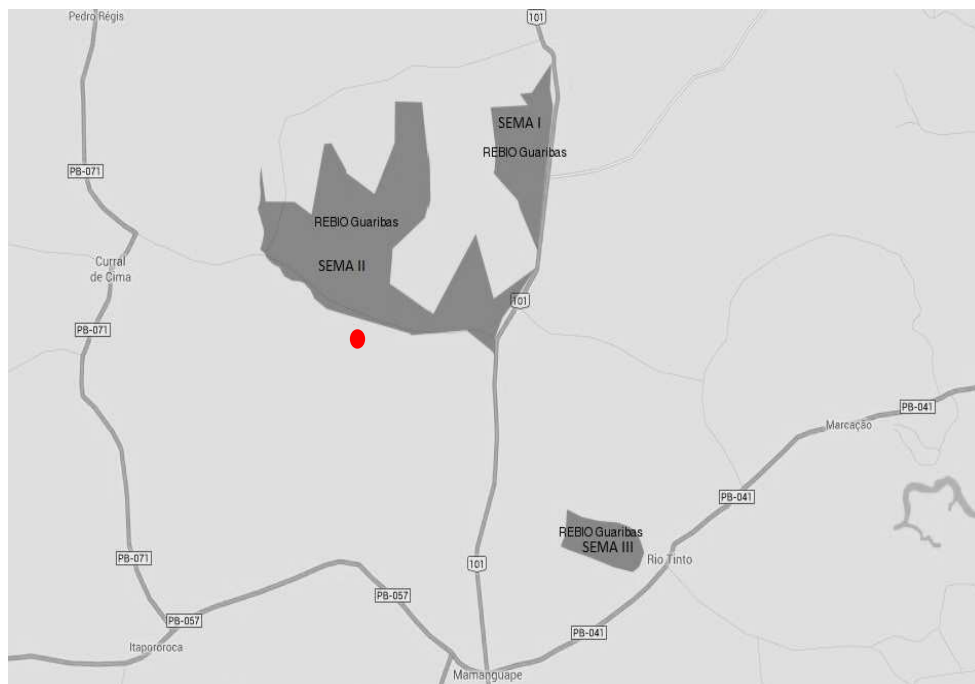 Pedro Régis
101
SEMA I
REBIO Guaribas
PB-071
REBIO Guaribas
Curral
de Cima
SEMA II
101
PB-071
PB-041
Marcação
PB-041
REBIO Guaribas
SEMA III
PB-071
101
Rio Tinto
PB-057
PB-057
PB-041
Itapororoca
Mamanguape